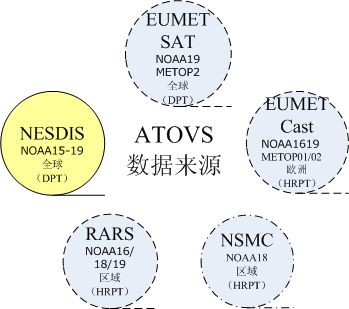 EUMET
SAT
NOAA19
METOP2
全球
(DPT)
NESDIS
NOAA15-19
全球
(DPT)
ATOVS
数据来源
EUMET
Cast
NOAA1619
METOP01/02
欧洲
(HRPT)
RARS
NOAA16/
18/19
区域
(HRPT)
NSMC
NOAA18
区域
(HRPT)